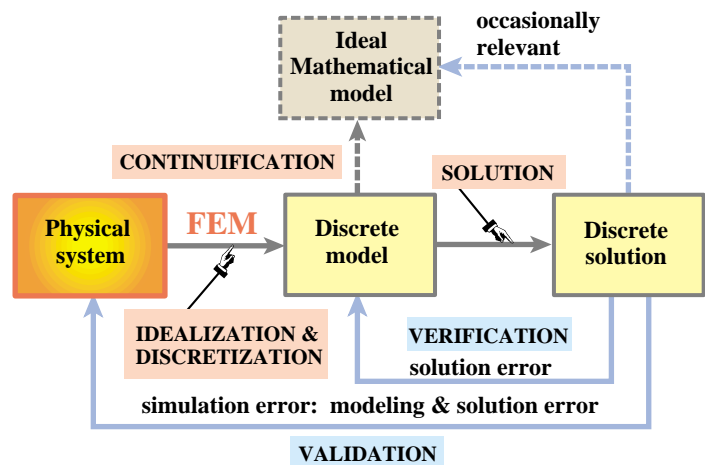 occasionally
relevant
Ideal
Mathematical
model
CONTINUIFICATION
SOLUTION
Physical
system
FEM
Discrete
model
Discrete
solution
IDEALIZATION &
DISCRETIZATION
VERIFICATION
solution error
simulation error: modeling & solution error
VALIDATION